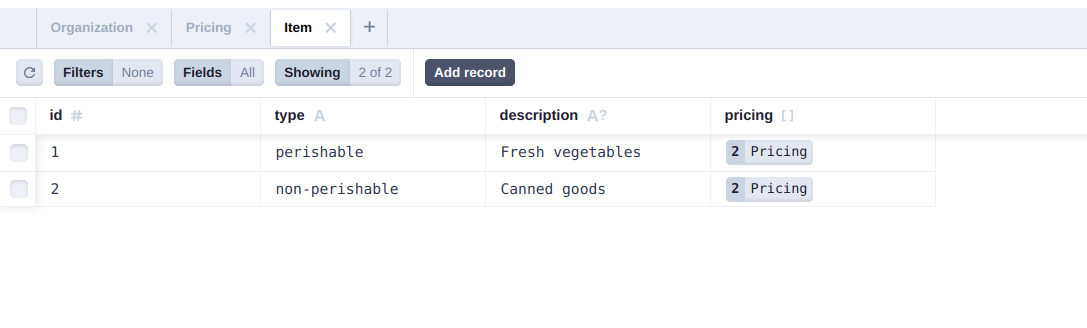 Organization Pricing Item +
Filters None Fields All Showing 2 of 2 Add record
id # type A description A? pricing []
1 perishable Fresh vegetables 2 Pricing
2 non-perishable Canned goods 2 Pricing